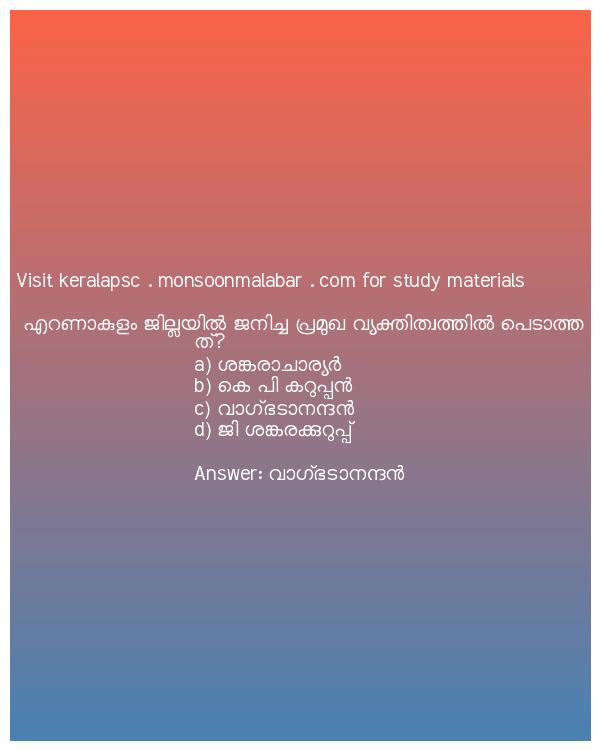 Visit keralapsc . monsoonmalabar . com for study materials
എറണാകുളം ജില്ലയിൽ ജനിച്ച പ്രമുഖ വ്യക്തിത്വത്തിൽ പെടാത്ത
ത്?
a) ശങ്കരാചാര്യർ
b) കെ പി കറുപ്പൻ
c) വാഗ്ഭടാനന്ദൻ
d) ജി ശങ്കരക്കുറുപ്പ്
Answer: വാഗ്ഭടാനന്ദൻ